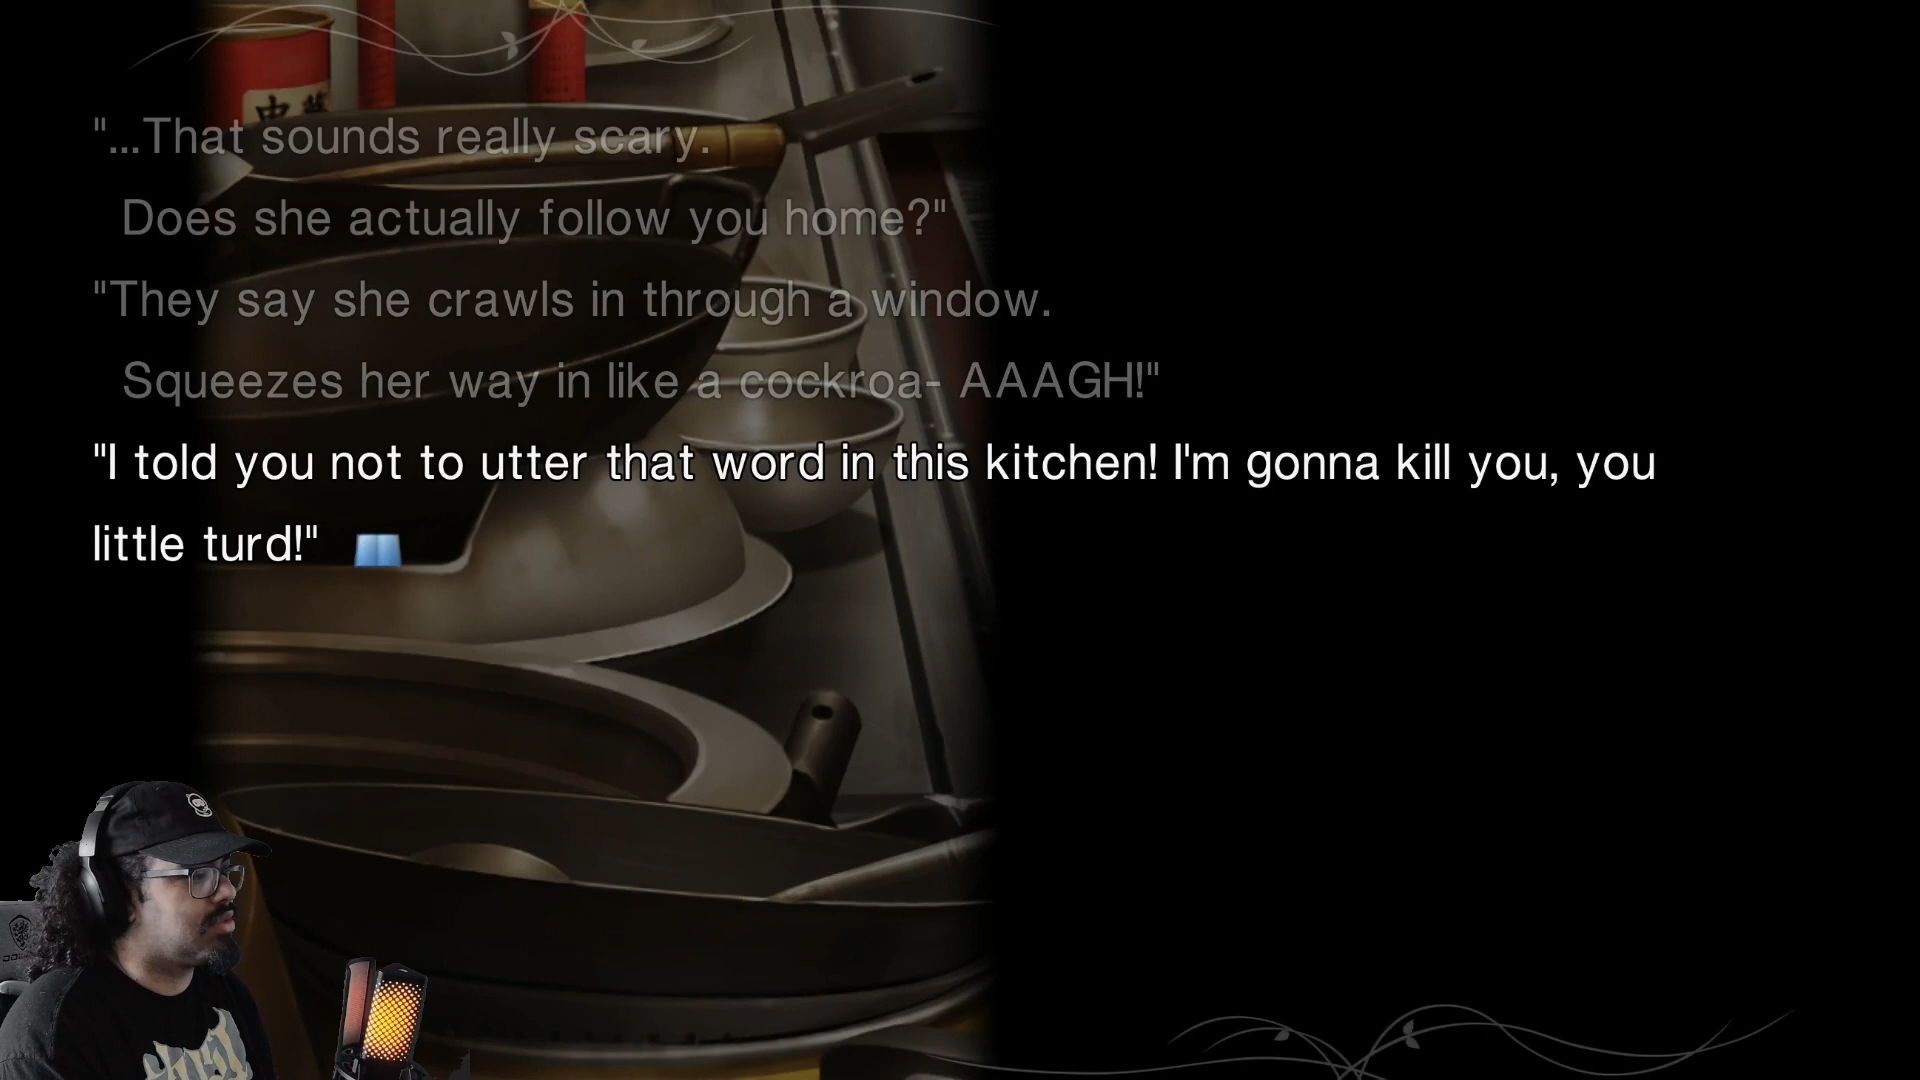 中華
"...That sounds really scary.
Does she actually follow you home?"
"They say she crawls in through a window.
Squeezes her way in like a cockroa- AAAGH!"
"I told you not to utter that word in this kitchen! I'm gonna kill you, you
little turd!"